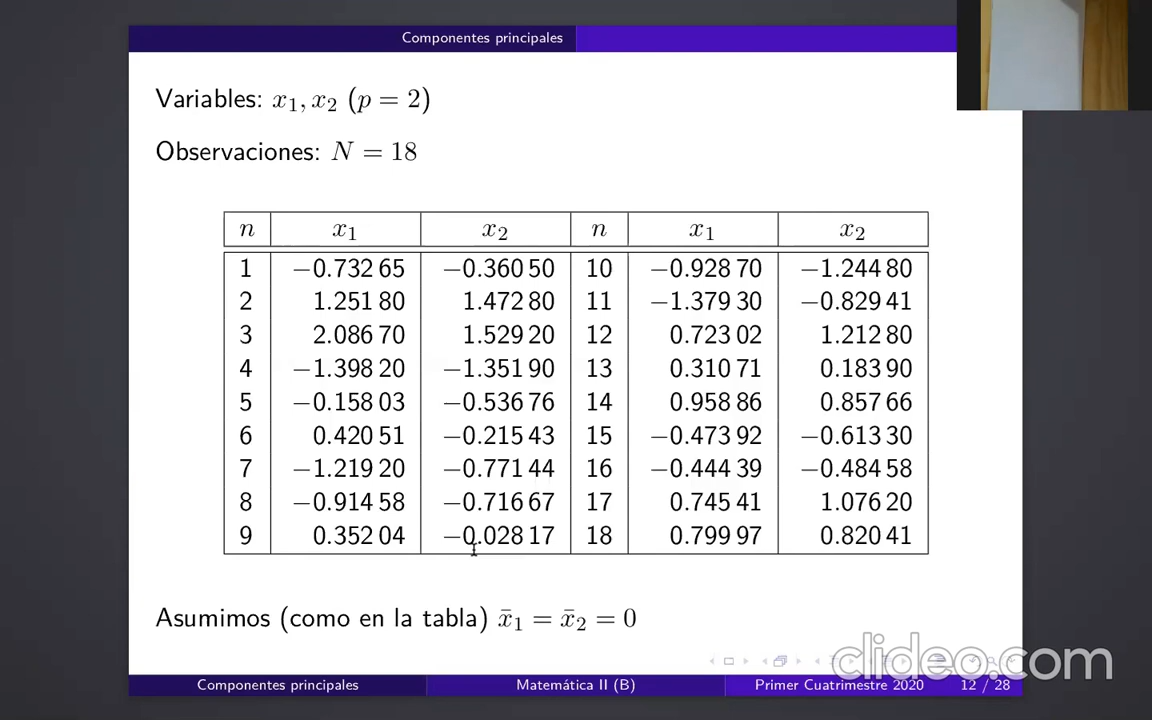 Componentes principales
Variables: x₁, x₂ (p = 2)
Observaciones: N = 18
n x₁ x₂ n x₁ x₂
1 −0.732 65 −0.360 50 10 −0.928 70 −1.244 80
2 1.251 80 1.472 80 11 −1.379 30 −0.829 41
3 2.086 70 1.529 20 12 0.723 02 1.212 80
4 −1.398 20 −1.351 90 13 0.310 71 0.183 90
5 −0.158 03 −0.536 76 14 0.958 86 0.857 66
6 0.420 51 −0.215 43 15 −0.473 92 −0.613 30
7 −1.219 20 −0.771 44 16 −0.444 39 −0.484 58
8 −0.914 58 −0.716 67 17 0.745 41 1.076 20
9 0.352 04 −0.028 17 18 0.799 97 0.820 41
Asumimos (como en la tabla) x̄₁ = x̄₂ = 0
clideo.com
Componentes principales Matemática II (B) Primer Cuatrimestre 2020 12 / 28